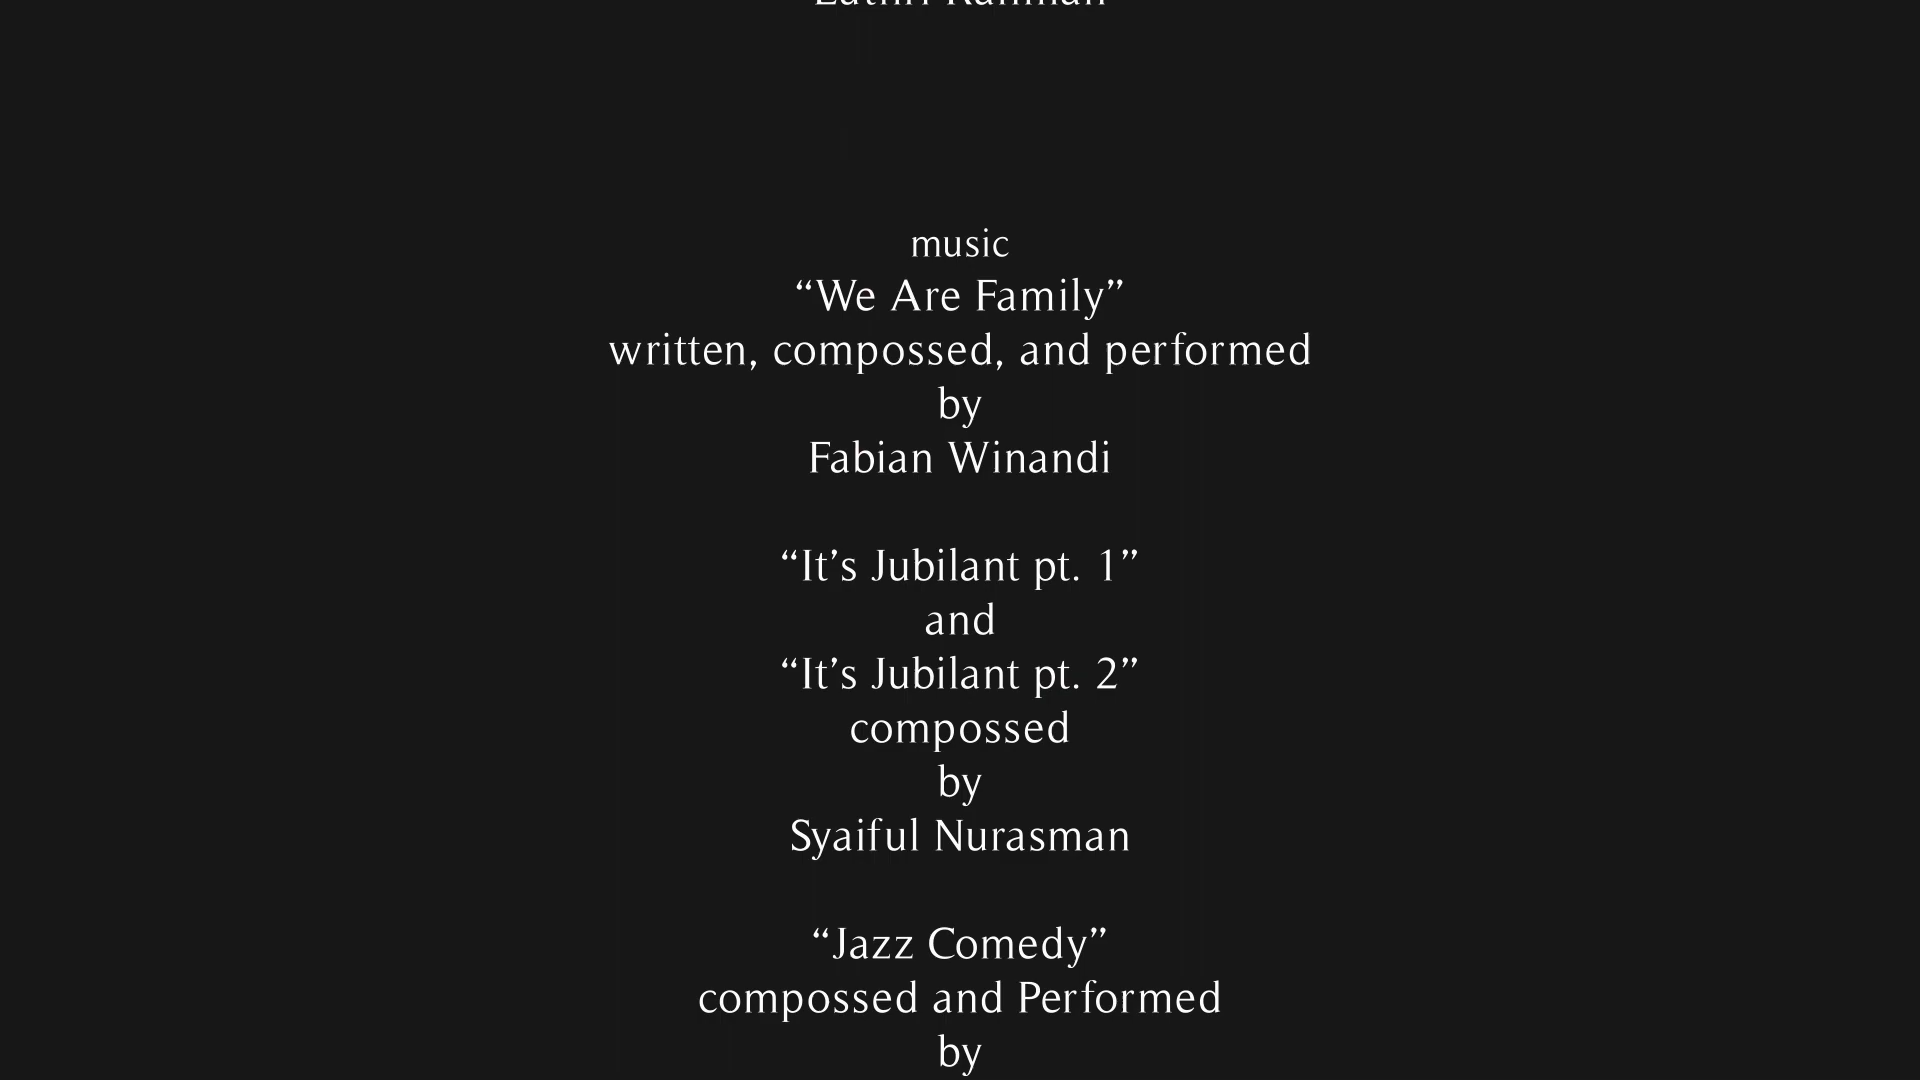 music
“We Are Family”
written, compossed, and performed
by
Fabian Winandi
“It’s Jubilant pt. 1”
and
“It’s Jubilant pt. 2”
compossed
by
Syaiful Nurasman
“Jazz Comedy”
compossed and Performed
by